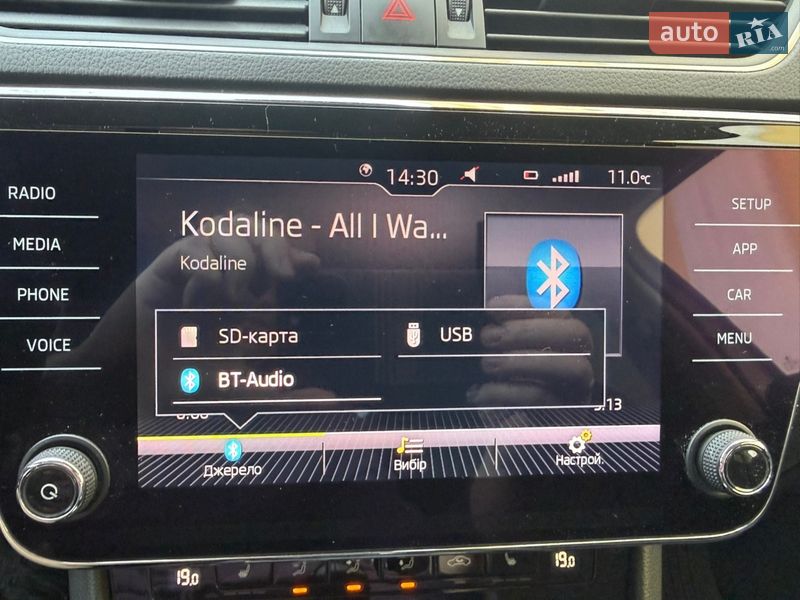 auto RIA .com
14:30 11.0°C
RADIO
MEDIA
PHONE
VOICE
Kodaline - All I Wa...
Kodaline
SD-карта
USB
BT-Audio
Джерело
Вибір
Настрой.
SETUP
APP
CAR
MENU
19.0
19.0